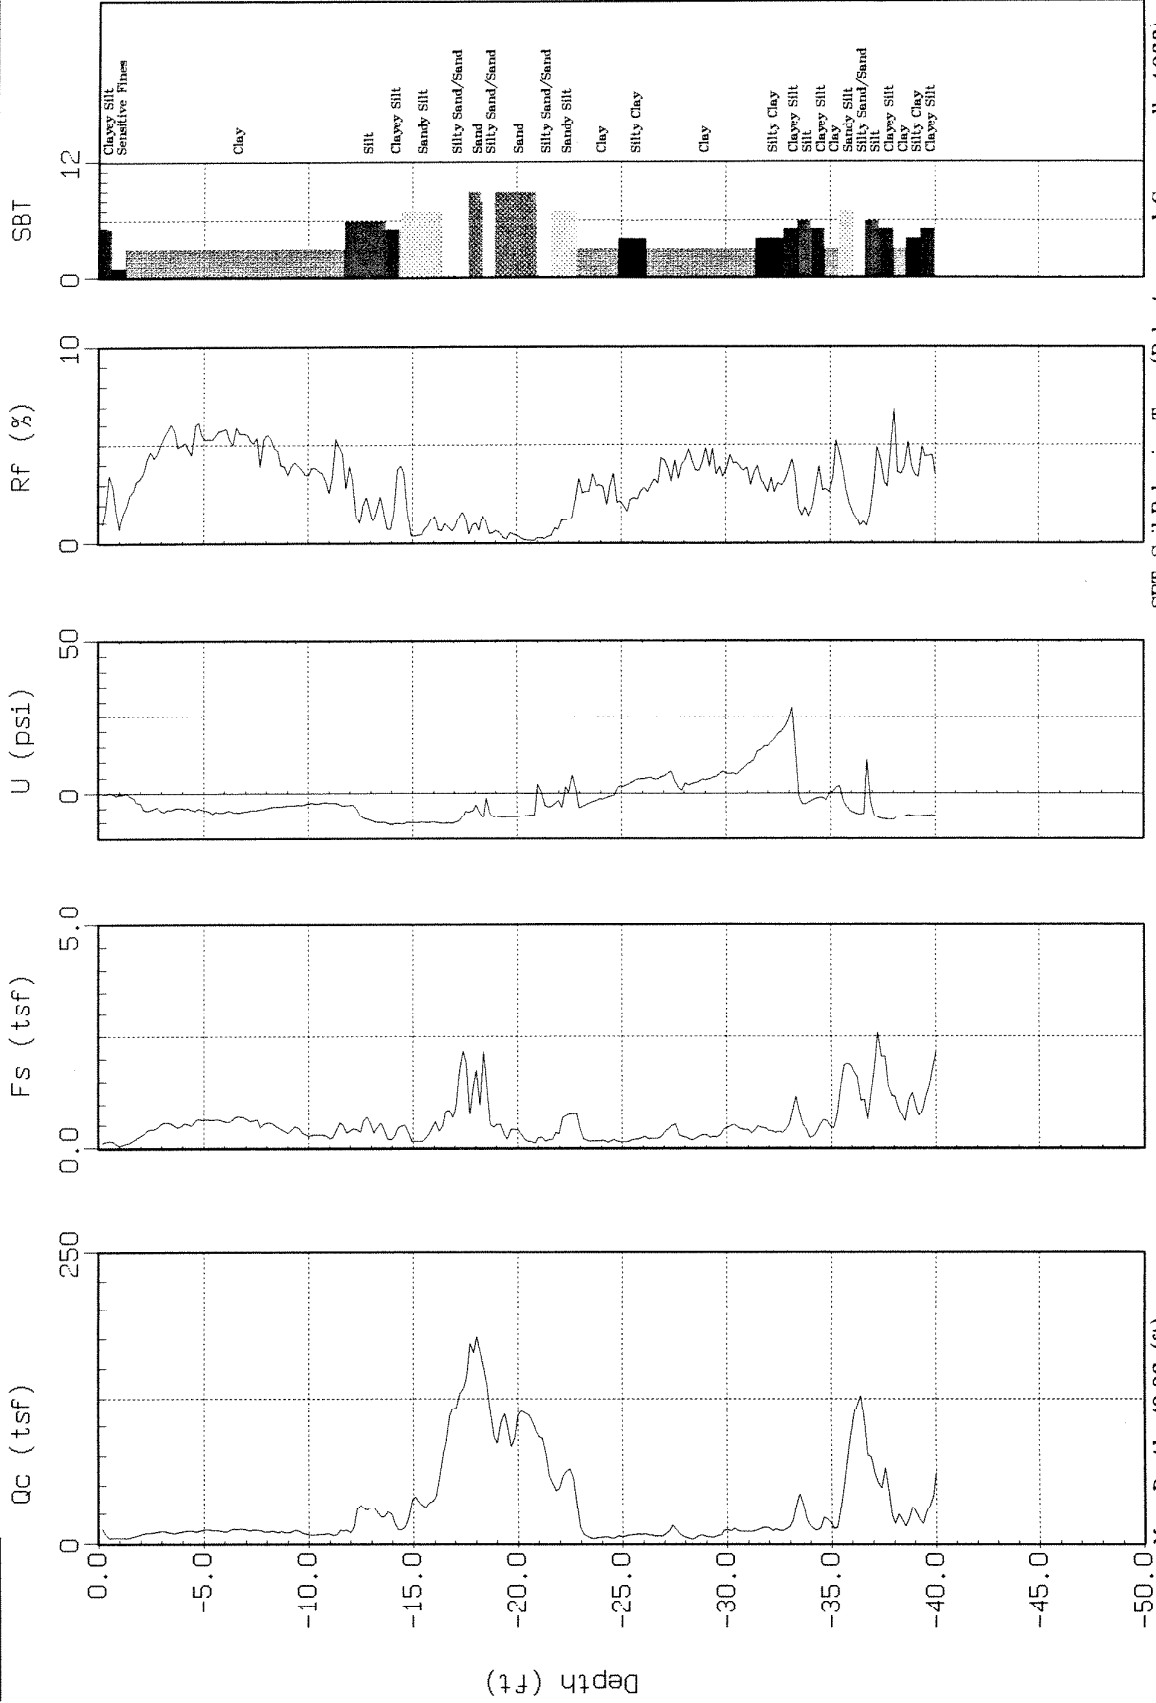 Depth (ft)
0.0
-5.0
-10.0
-15.0
-20.0
-25.0
-30.0
-35.0
-40.0
-45.0
-50.0
Qc (tsf)
0
250
Fs (tsf)
0.0
5.0
U (psi)
0
50
Rf (%)
0
10
SBT
0
12
Clayey Silt
Sensitive Fines
Clay
Silt
Clayey Silt
Sandy Silt
Silty Sand/Sand
Sand
Silty Sand/Sand
Sand
Silty Sand/Sand
Sandy Silt
Clay
Silty Clay
Clay
Silty Clay
Clayey Silt
Silt
Clayey Silt
Clay
Sandy Silt
Silty Sand/Sand
Silt
Clayey Silt
Clay
Silty Clay
Clayey Silt